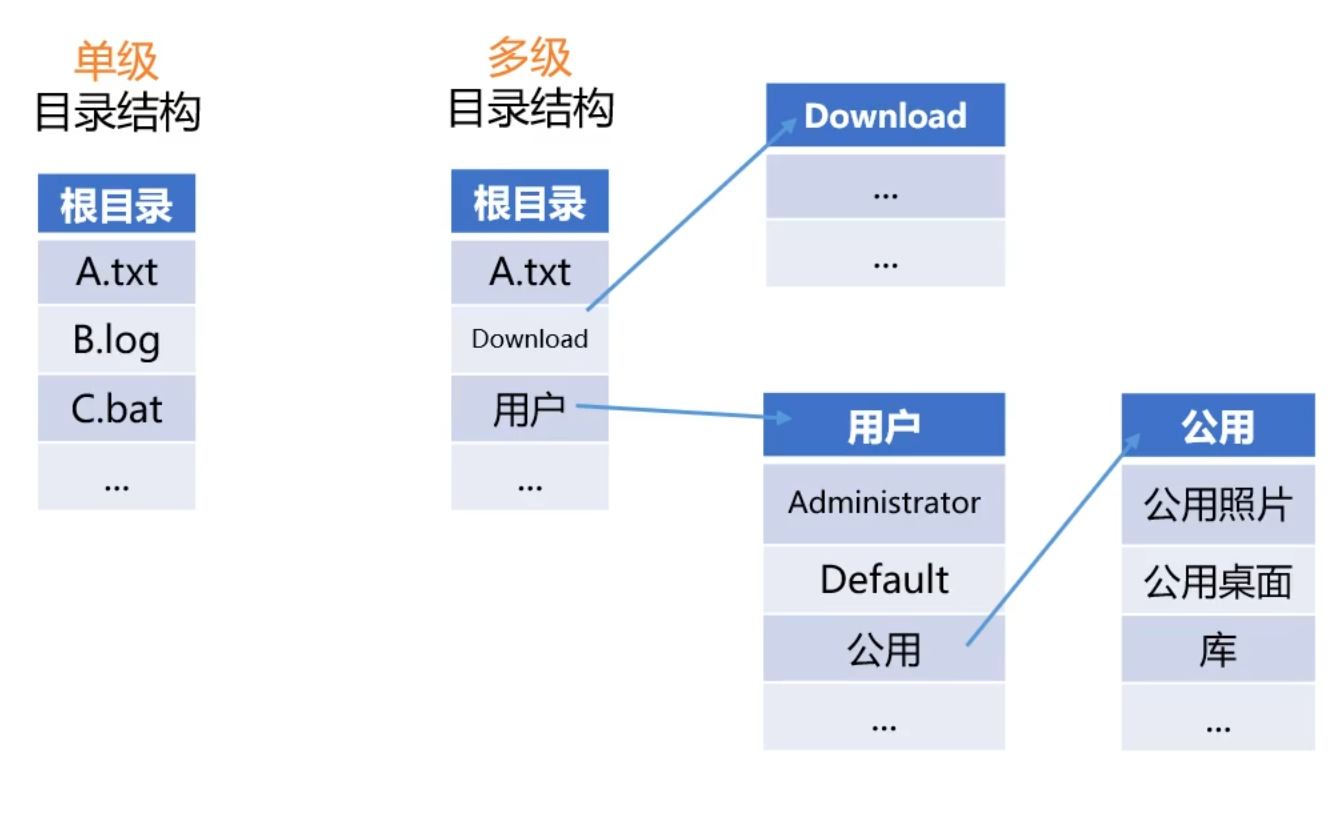 单级
目录结构
根目录
A.txt
B.log
C.bat
...
多级
目录结构
根目录
A.txt
Download
用户
...
Download
...
...
用户
Administrator
Default
公用
...
公用
公用照片
公用桌面
库
...